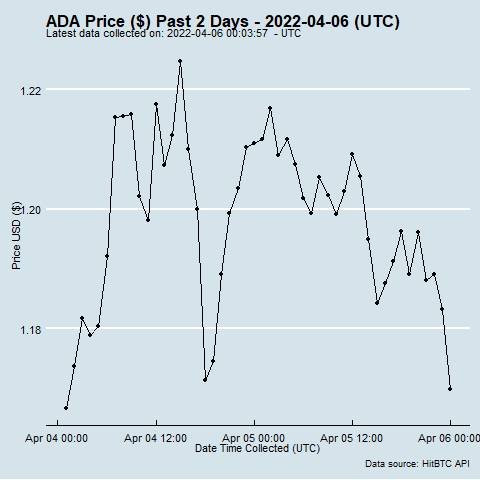 ADA Price ($) Past 2 Days - 2022-04-06 (UTC)
Latest data collected on: 2022-04-06 00:03:57 - UTC
1.22
1.20
1.18
Price USD ($)
Apr 04 00:00 Apr 04 12:00 Apr 05 00:00 Apr 05 12:00 Apr 06 00:00
Date Time Collected (UTC)
Data source: HitBTC API